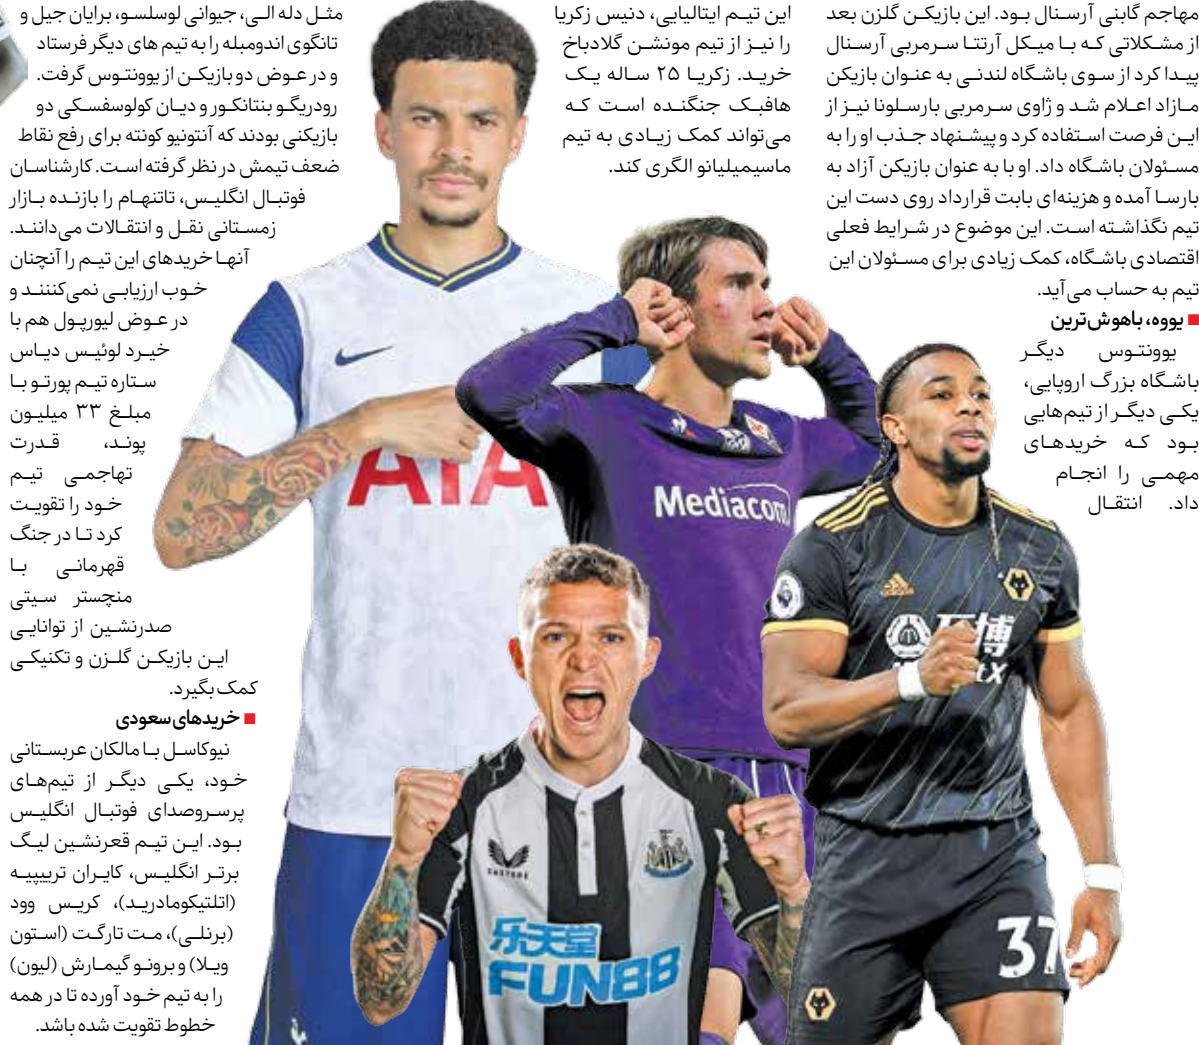 مهاجم گابنی آرسنال بود. این بازیکن گلزن بعد
از مشکلاتی که با میکل آرتتا سرمربی آرسنال
پیدا کرد از سوی باشگاه لندنی به عنوان بازیکن
مازاد اعلام شد و ژاوی سرمربی بارسلونا نیز از
این فرصت استفاده کرد و پیشنهاد جذب او را به
مسئولان باشگاه داد. او با به عنوان بازیکن آزاد به
بارسا آمده و هزینه‌ای بابت قرارداد روی دست این
تیم نگذاشته است. این موضوع در شرایط فعلی
اقتصادی باشگاه، کمک زیادی برای مسئولان این
تیم به حساب می‌آید.
■ یووه، باهوش‌ترین
یوونتوس دیگر
باشگاه بزرگ اروپایی،
یکی دیگر از تیم‌هایی
بود که خریدهای
مهمی را انجام
داد. انتقال
این تیم ایتالیایی، دنیس زکریا
را نیز از تیم مونشن گلادباخ
خرید. زکریا ۲۵ ساله یک
هافبک جنگنده است که
می‌تواند کمک زیادی به تیم
ماسیمیلیانو الگری کند.
مثل دله الی، جیوانی لوسلسو، برایان جیل و
تانگوی اندومبله را به تیم های دیگر فرستاد
و در عوض دو بازیکن از یوونتوس گرفت.
رودریگو بنتانکور و دیان کولوسفسکی دو
بازیکنی بودند که آنتونیو کونته برای رفع نقاط
ضعف تیمش در نظر گرفته است. کارشناسان
فوتبال انگلیس، تاتنهام را بازنده بازار
زمستانی نقل و انتقالات می‌دانند.
آنها خریدهای این تیم را آنچنان
خوب ارزیابی نمی‌کننند و
در عوض لیورپول هم با
خیرد لوئیس دیاس
ستاره تیم پورتو با
مبلغ ۳۳ میلیون
پوند، قدرت
تهاجمی تیم
خود را تقویت
کرد تا در جنگ
قهرمانی با
منچستر سیتی
صدرنشین از توانایی
این بازیکن گلزن و تکنیکی
کمک بگیرد.
■ خریدهای سعودی
نیوکاسل با مالکان عربستانی
خود، یکی دیگر از تیم‌های
پرسروصدای فوتبال انگلیس
بود. این تیم قعرنشین لیگ
برتر انگلیس، کایران تریپیه
(اتلتیکومادرید)، کریس وود
(برنلی)، مت تارگت (استون
ویلا) و برونو گیمارش (لیون)
را به تیم خود آورده تا در همه
خطوط تقویت شده باشد.
AIA
Mediacom
adidas
博
CASTORE
乐天堂
FUN88
37